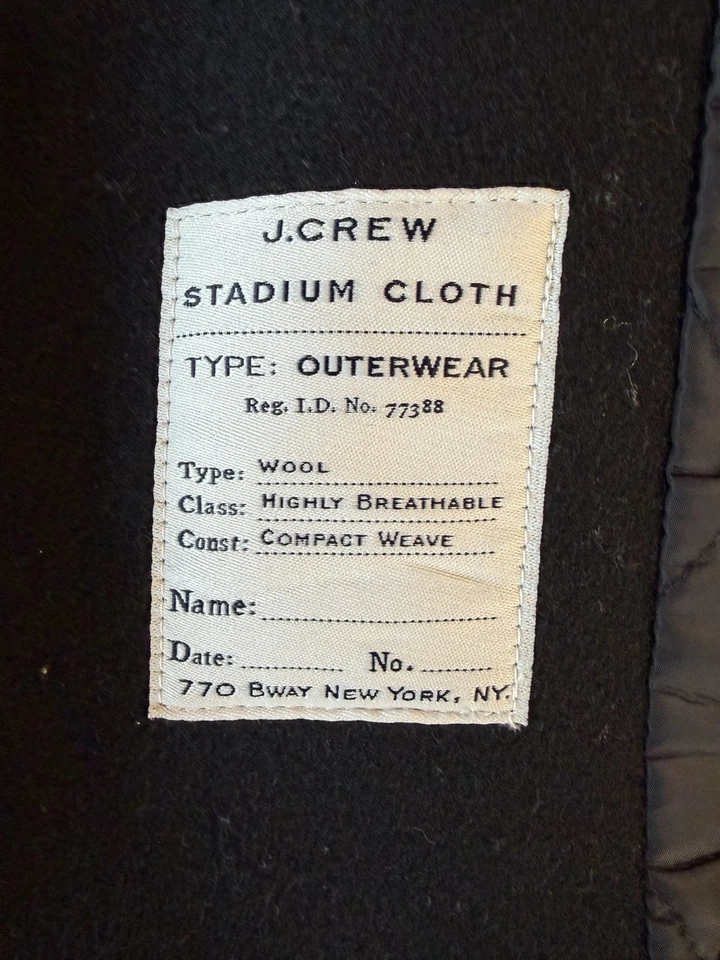 J.CREW
STADIUM CLOTH
TYPE: OUTERWEAR
Reg. I.D. No. 77388
Type: WOOL
Class: HIGHLY BREATHABLE
Const: COMPACT WEAVE
Name:
Date: No.
770 BWAY NEW YORK, NY.